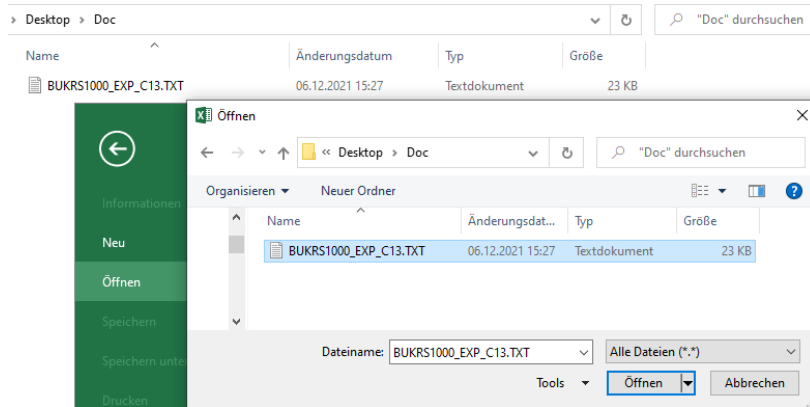 Desktop > Doc
"Doc" durchsuchen
Name Änderungsdatum Typ Größe
BUKRS1000_EXP_C13.TXT 06.12.2021 15:27 Textdokument 23 KB
Öffnen
« Desktop > Doc
"Doc" durchsuchen
Organisieren Neuer Ordner
Informationen
Neu
Öffnen
Speichern
Speichern unte
Drucken
Name Änderungsdat... Typ Größe
BUKRS1000_EXP_C13.TXT 06.12.2021 15:27 Textdokument 23 KB
Dateiname: BUKRS1000_EXP_C13.TXT Alle Dateien (*.*)
Tools Öffnen Abbrechen